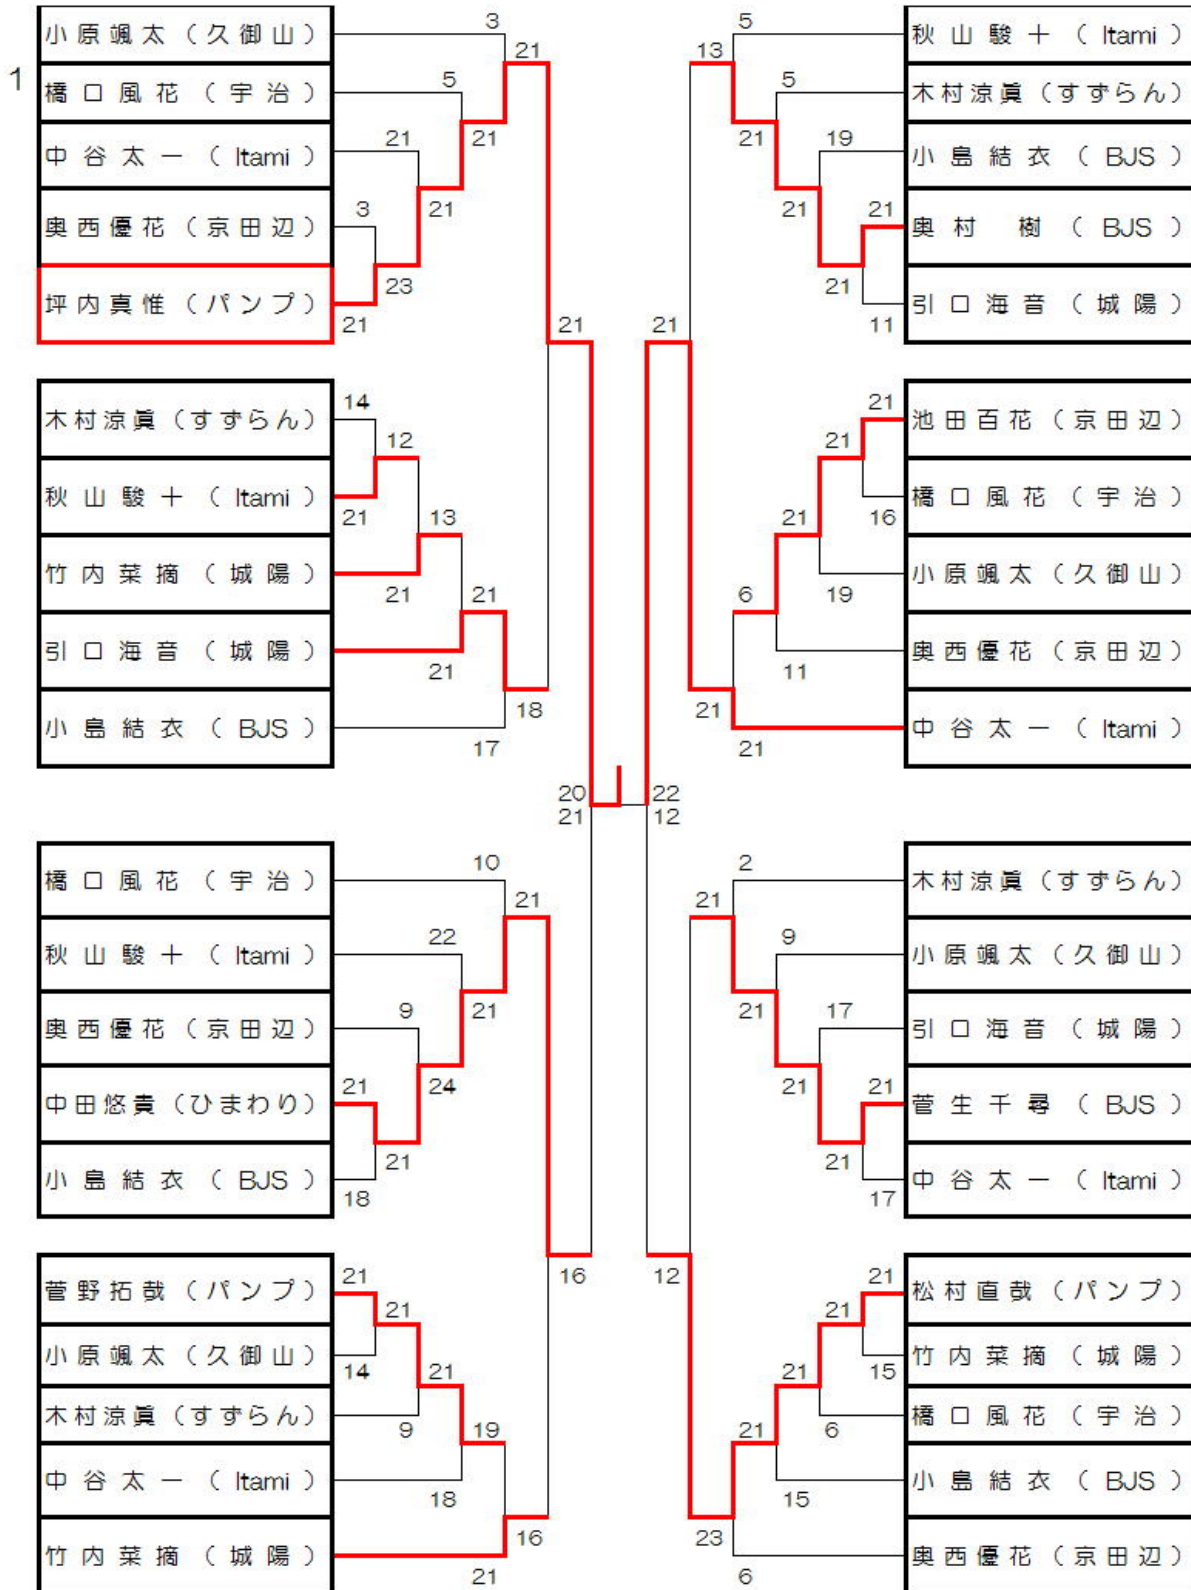 1
小原颯太（久御山）
橋口風花（宇治）
中谷太一（Itami）
奥西優花（京田辺）
坪内真惟（パンプ）
3
21
5
21
21
21
3
21
23
21
木村涼眞（すずらん）
秋山駿十（Itami）
竹内菜摘（城陽）
引口海音（城陽）
小島結衣（BJS）
14
12
21
13
21
21
21
18
17
21
橋口風花（宇治）
秋山駿十（Itami）
奥西優花（京田辺）
中田悠貴（ひまわり）
小島結衣（BJS）
10
21
22
21
9
24
21
21
18
菅野拓哉（パンプ）
小原颯太（久御山）
木村涼眞（すずらん）
中谷太一（Itami）
竹内菜摘（城陽）
21
21
14
21
9
19
18
16
21
16
20
21
22
12
秋山駿十（Itami）
木村涼眞（すずらん）
小島結衣（BJS）
奥村　樹（BJS）
引口海音（城陽）
5
13
5
21
19
21
21
21
11
21
池田百花（京田辺）
橋口風花（宇治）
小原颯太（久御山）
奥西優花（京田辺）
中谷太一（Itami）
21
21
16
21
19
6
11
21
21
木村涼眞（すずらん）
小原颯太（久御山）
引口海音（城陽）
菅生千尋（BJS）
中谷太一（Itami）
2
21
9
21
17
21
21
21
17
12
松村直哉（パンプ）
竹内菜摘（城陽）
橋口風花（宇治）
小島結衣（BJS）
奥西優花（京田辺）
21
21
15
21
6
21
15
23
6